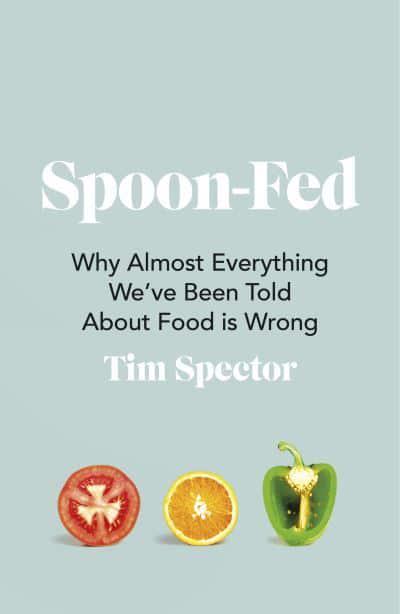 Spoon-Fed
Why Almost Everything
We've Been Told
About Food is Wrong
Tim Spector